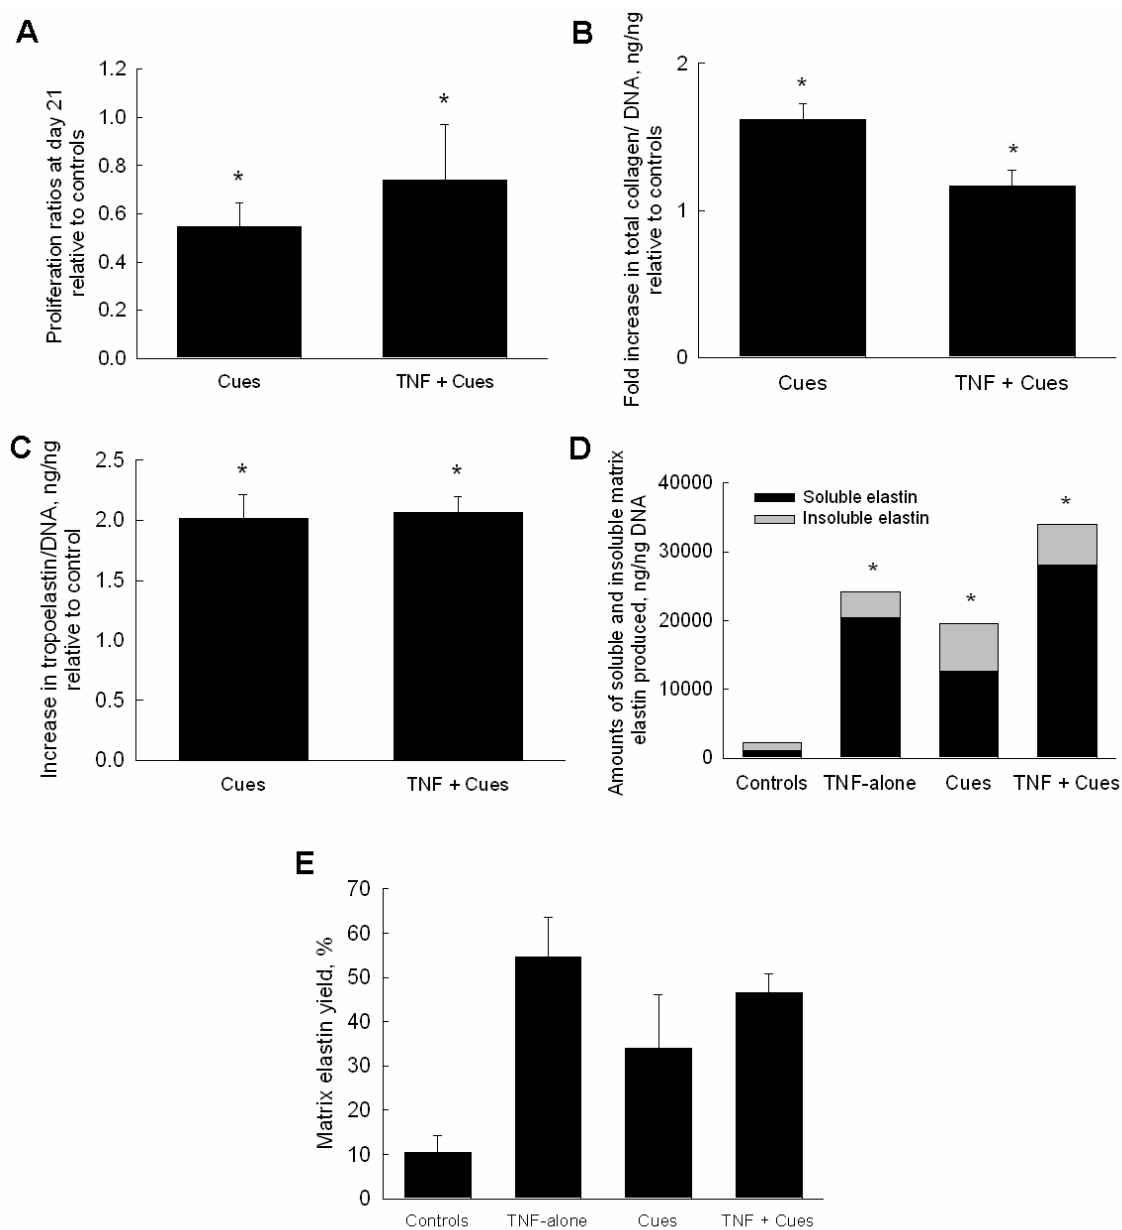 A
Proliferation ratios at day 21
relative to controls
1.2
1.0
0.8
0.6
0.4
0.2
0.0
*
*
Cues
TNF + Cues
B
Fold increase in total collagen/ DNA, ng/ng
relative to controls
2
1
0
*
*
Cues
TNF + Cues
C
Increase in tropoelastin/DNA, ng/ng
relative to control
2.5
2.0
1.5
2.0
0.5
0.0
*
*
Cues
TNF + Cues
D
Amounts of soluble and insoluble matrix
elastin produced, ng/ng DNA
40000
30000
20000
10000
0
Soluble elastin
Insoluble elastin
*
*
*
Controls
TNF-alone
Cues
TNF + Cues
E
Matrix elastin yield, %
70
60
50
40
30
20
10
0
Controls
TNF-alone
Cues
TNF + Cues